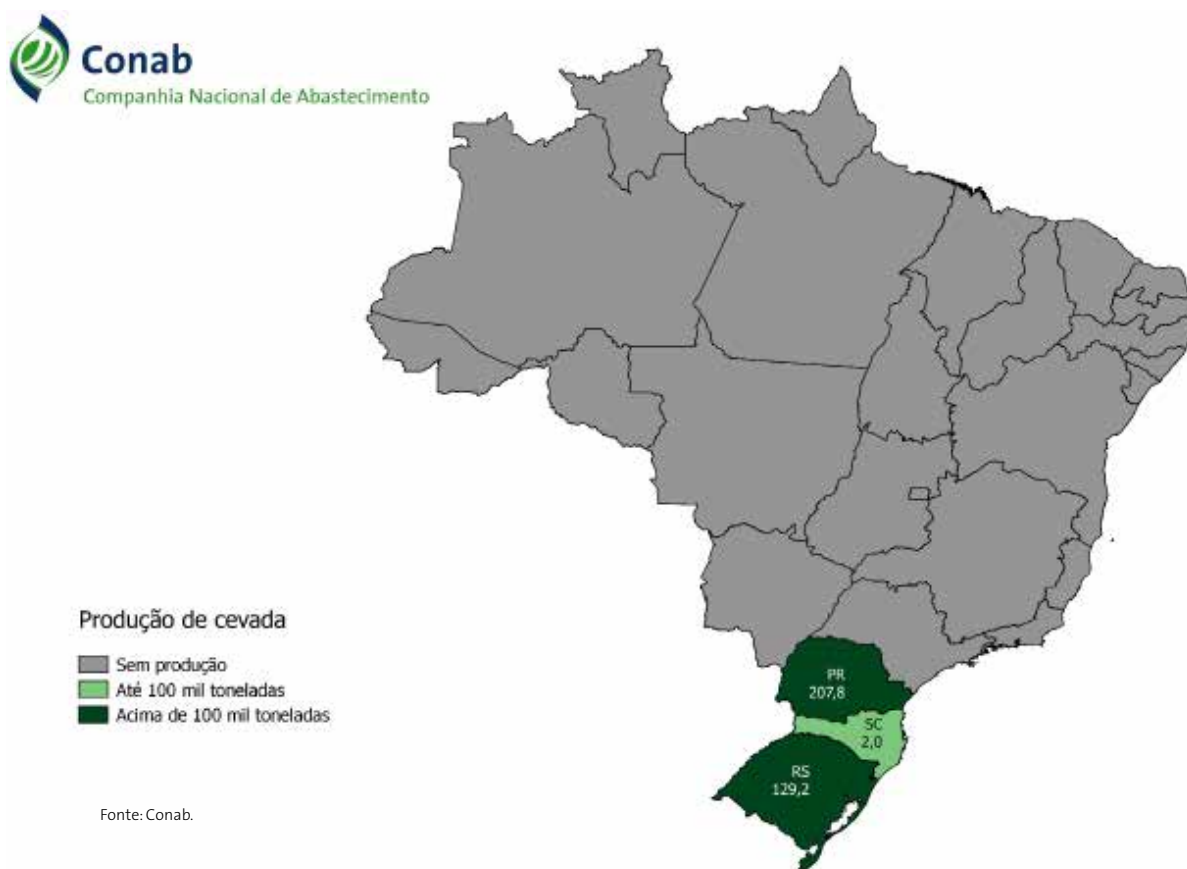 Conab
Companhia Nacional de Abastecimento
Produção de cevada
Sem produção
Até 100 mil toneladas
Acima de 100 mil toneladas
PR
207,8
SC
2,0
RS
129,2
Fonte: Conab.